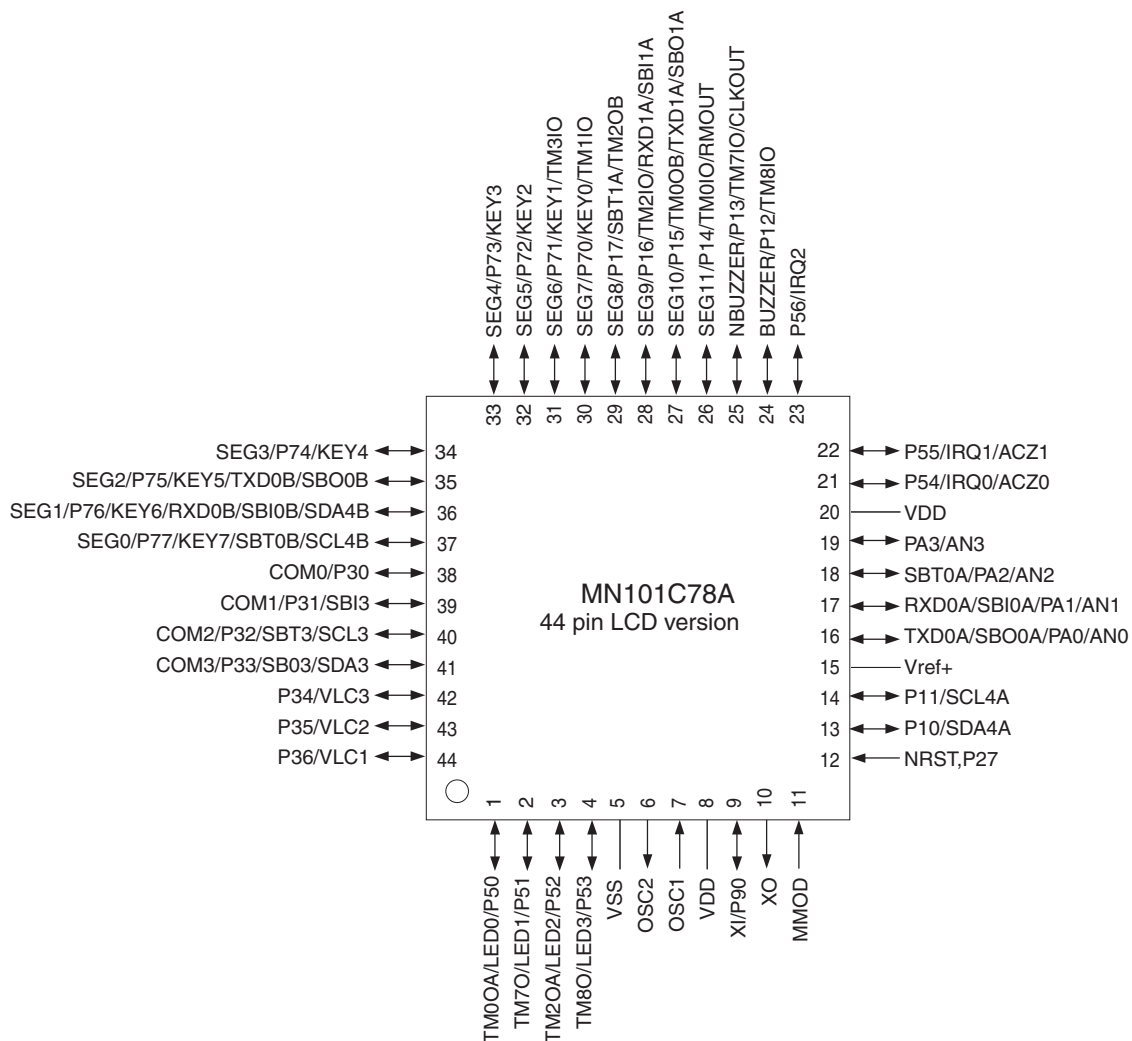 SEG4/P73/KEY3
SEG5/P72/KEY2
SEG6/P71/KEY1/TM3IO
SEG7/P70/KEY0/TM1IO
SEG8/P17/SBT1A/TM2OB
SEG9/P16/TM2IO/RXD1A/SBI1A
SEG10/P15/TM0OB/TXD1A/SBO1A
SEG11/P14/TM0IO/RMOUT
NBUZZER/P13/TM7IO/CLKOUT
BUZZER/P12/TM8IO
P56/IRQ2
33 32 31 30 29 28 27 26 25 24 23
SEG3/P74/KEY4 34
SEG2/P75/KEY5/TXD0B/SBO0B 35
SEG1/P76/KEY6/RXD0B/SBI0B/SDA4B 36
SEG0/P77/KEY7/SBT0B/SCL4B 37
COM0/P30 38
COM1/P31/SBI3 39
COM2/P32/SBT3/SCL3 40
COM3/P33/SB03/SDA3 41
P34/VLC3 42
P35/VLC2 43
P36/VLC1 44
MN101C78A
44 pin LCD version
22 P55/IRQ1/ACZ1
21 P54/IRQ0/ACZ0
20 VDD
19 PA3/AN3
18 SBT0A/PA2/AN2
17 RXD0A/SBI0A/PA1/AN1
16 TXD0A/SBO0A/PA0/AN0
15 Vref+
14 P11/SCL4A
13 P10/SDA4A
12 NRST,P27
1 2 3 4 5 6 7 8 9 10 11
TM0OA/LED0/P50
TM7O/LED1/P51
TM2OA/LED2/P52
TM8O/LED3/P53
VSS
OSC2
OSC1
VDD
XI/P90
XO
MMOD